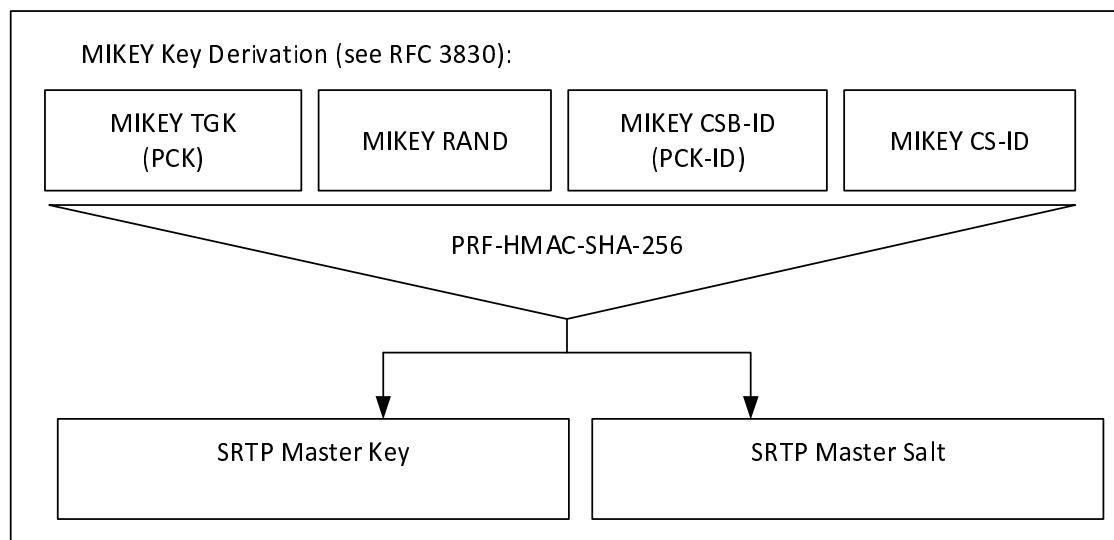 MIKEY Key Derivation (see RFC 3830):
MIKEY TGK
(PCK)
MIKEY RAND
MIKEY CSB-ID
(PCK-ID)
MIKEY CS-ID
PRF-HMAC-SHA-256
SRTP Master Key
SRTP Master Salt